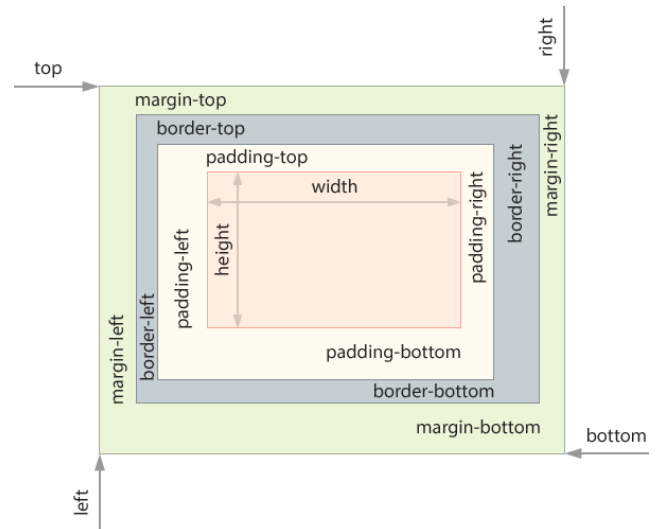 right
top
margin-top
border-top
padding-top
width
height
padding-left
padding-right
border-right
margin-right
border-left
margin-left
padding-bottom
border-bottom
margin-bottom
bottom
left